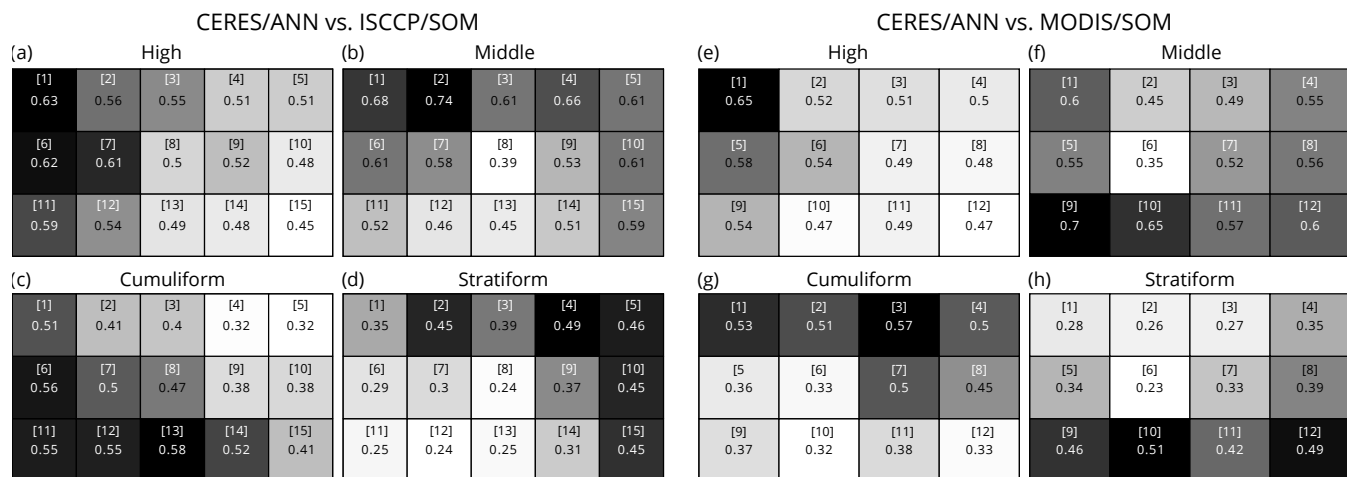 CERES/ANN vs. ISCCP/SOM
CERES/ANN vs. MODIS/SOM
(a) High
[1] [2] [3] [4] [5]
0.63 0.56 0.55 0.51 0.51
[6] [7] [8] [9] [10]
0.62 0.61 0.5 0.52 0.48
[11] [12] [13] [14] [15]
0.59 0.54 0.49 0.48 0.45
(b) Middle
[1] [2] [3] [4] [5]
0.68 0.74 0.61 0.66 0.61
[6] [7] [8] [9] [10]
0.61 0.58 0.39 0.53 0.61
[11] [12] [13] [14] [15]
0.52 0.46 0.45 0.51 0.59
(e) High
[1] [2] [3] [4]
0.65 0.52 0.51 0.5
[5] [6] [7] [8]
0.58 0.54 0.49 0.48
[9] [10] [11] [12]
0.54 0.47 0.49 0.47
(f) Middle
[1] [2] [3] [4]
0.6 0.45 0.49 0.55
[5] [6] [7] [8]
0.55 0.35 0.52 0.56
[9] [10] [11] [12]
0.7 0.65 0.57 0.6
(c) Cumuliform
[1] [2] [3] [4] [5]
0.51 0.41 0.4 0.32 0.32
[6] [7] [8] [9] [10]
0.56 0.5 0.47 0.38 0.38
[11] [12] [13] [14] [15]
0.55 0.55 0.58 0.52 0.41
(d) Stratiform
[1] [2] [3] [4] [5]
0.35 0.45 0.39 0.49 0.46
[6] [7] [8] [9] [10]
0.29 0.3 0.24 0.37 0.45
[11] [12] [13] [14] [15]
0.25 0.24 0.25 0.31 0.45
(g) Cumuliform
[1] [2] [3] [4]
0.53 0.51 0.57 0.5
[5 [6] [7] [8]
0.36 0.33 0.5 0.45
[9] [10] [11] [12]
0.37 0.32 0.38 0.33
(h) Stratiform
[1] [2] [3] [4]
0.28 0.26 0.27 0.35
[5] [6] [7] [8]
0.34 0.23 0.33 0.39
[9] [10] [11] [12]
0.46 0.51 0.42 0.49